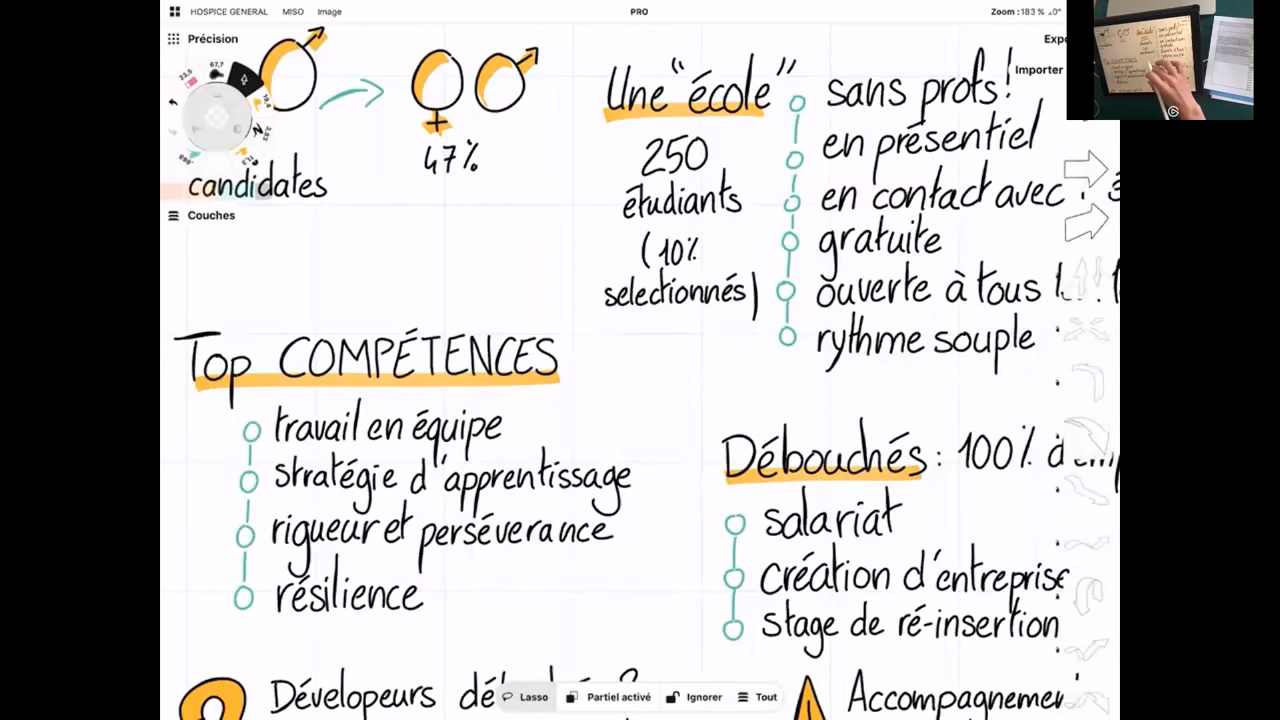 HOSPICE GENERAL MISO Image PRO Zoom : 183 % 0°
Précision
Importer
candidates
47%
Couches
Une "école"
250
étudiants
(10%
selectionnés)
sans profs!
en présentiel
en contact avec
gratuite
ouverte à tous
rythme souple
Top COMPÉTENCES
travail en équipe
stratégie d'apprentissage
rigueur et persévérance
résilience
Débouchés : 100%
salariat
création d'entreprise
stage de ré-insertion
Dévelopeurs
Lasso Partiel activé Ignorer Tout
Accompagnemen